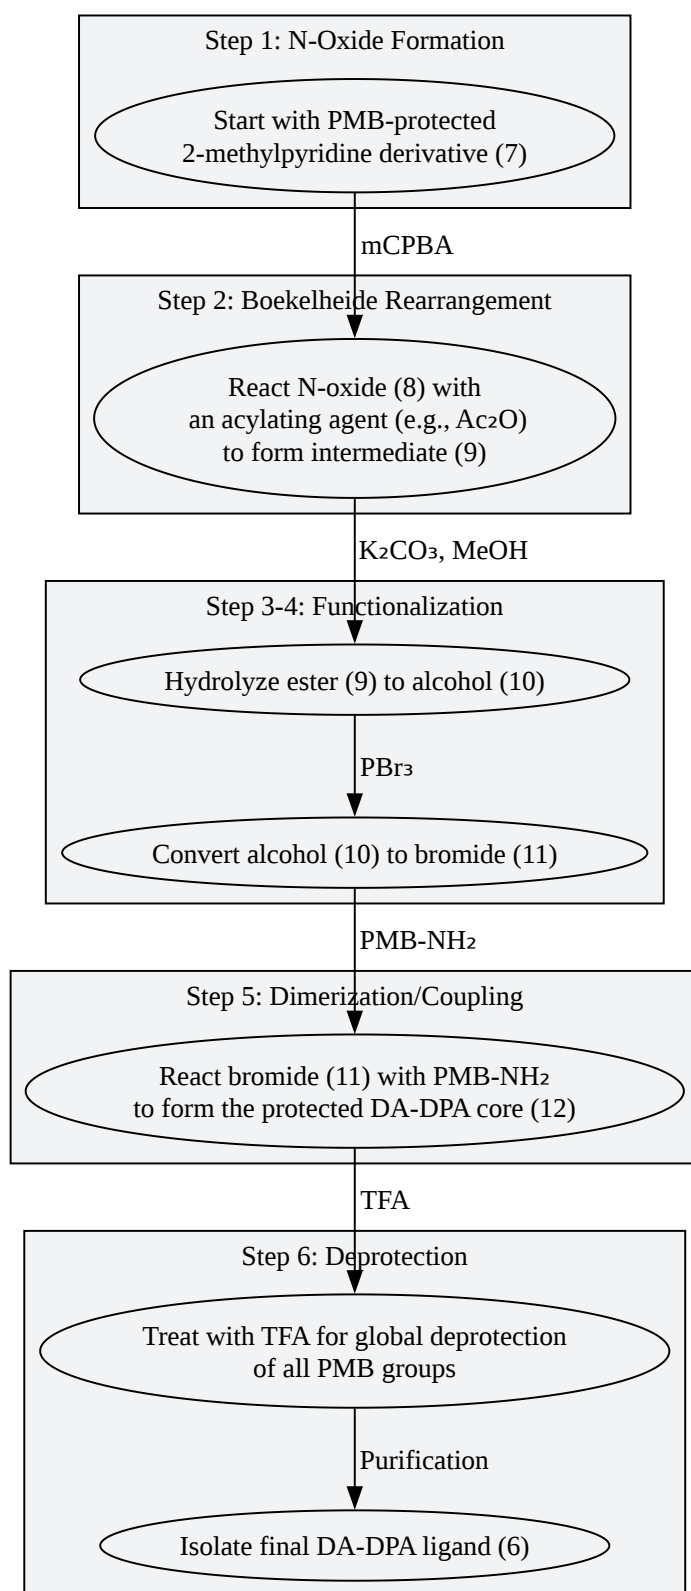 Step 1: N-Oxide Formation
Start with PMB-protected
2-methylpyridine derivative (7)
mCPBA
Step 2: Boekelheide Rearrangement
React N-oxide (8) with
an acylating agent (e.g., Ac₂O)
to form intermediate (9)
K₂CO₃, MeOH
Step 3-4: Functionalization
Hydrolyze ester (9) to alcohol (10)
PBr₃
Convert alcohol (10) to bromide (11)
PMB-NH₂
Step 5: Dimerization/Coupling
React bromide (11) with PMB-NH₂
to form the protected DA-DPA core (12)
TFA
Step 6: Deprotection
Treat with TFA for global deprotection
of all PMB groups
Purification
Isolate final DA-DPA ligand (6)